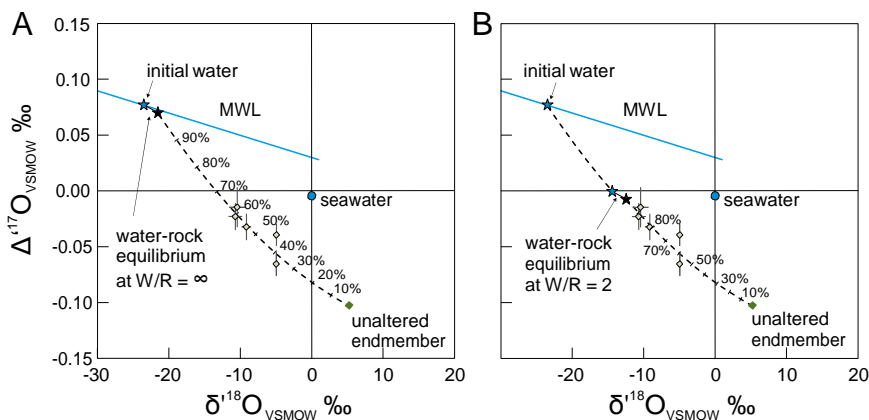 A
B
0.15
0.10
0.05
0.00
-0.05
-0.10
-0.15
Δ'17OVSMOW ‰
initial water
MWL
90%
80%
70%
60%
50%
40%
30%
20%
10%
seawater
water-rock
equilibrium
at W/R = ∞
unaltered
endmember
-30
-20
-10
0
10
20
δ'18OVSMOW ‰
initial water
MWL
seawater
80%
70%
50%
30%
10%
water-rock
equilibrium
at W/R = 2
unaltered
endmember
-20
-10
0
10
20
δ'18OVSMOW ‰